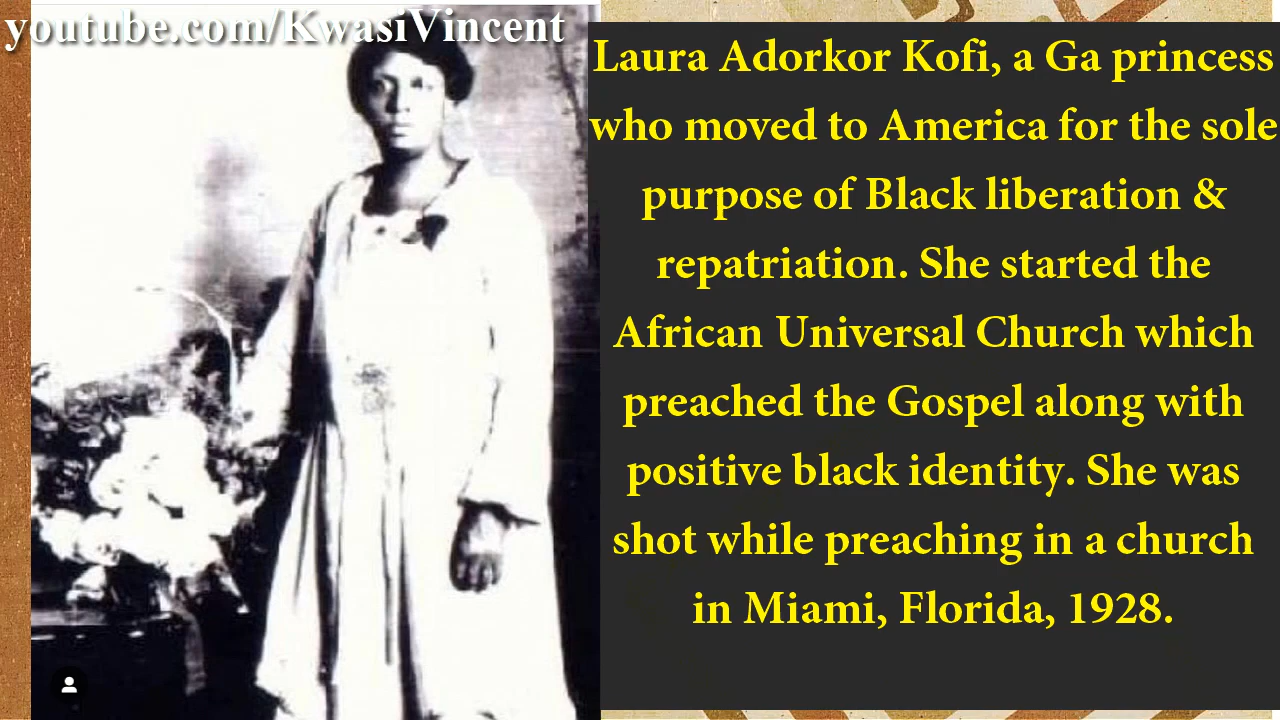 youtube.com/KwasiVincent
Laura Adorkor Kofi, a Ga princess
who moved to America for the sole
purpose of Black liberation &
repatriation. She started the
African Universal Church which
preached the Gospel along with
positive black identity. She was
shot while preaching in a church
in Miami, Florida, 1928.